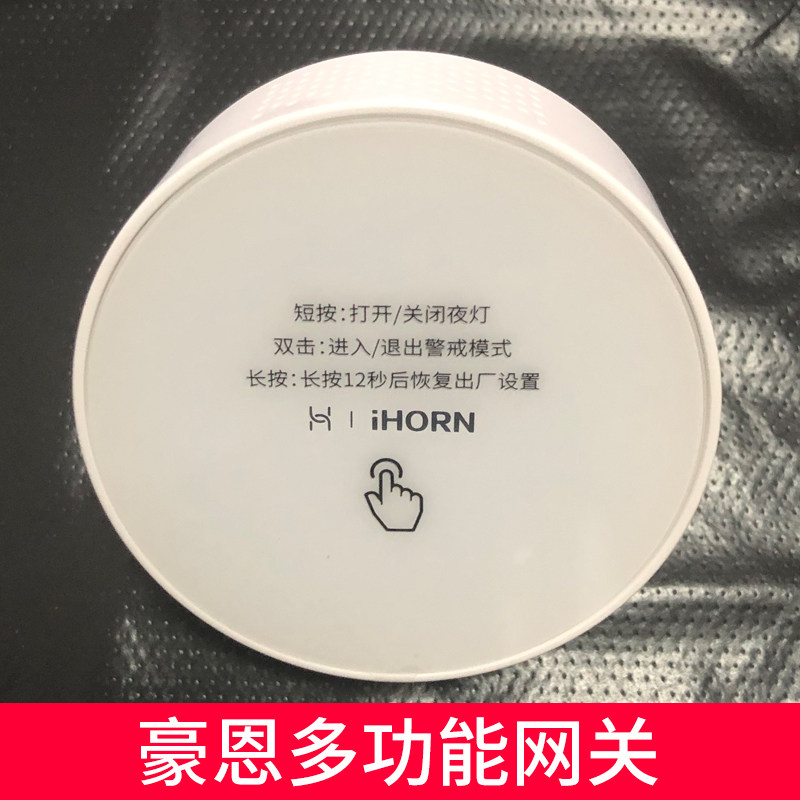 短按:打开/关闭夜灯
双击:进入/退出警戒模式
长按:长按12秒后恢复出厂设置
iHORN
豪恩多功能网关